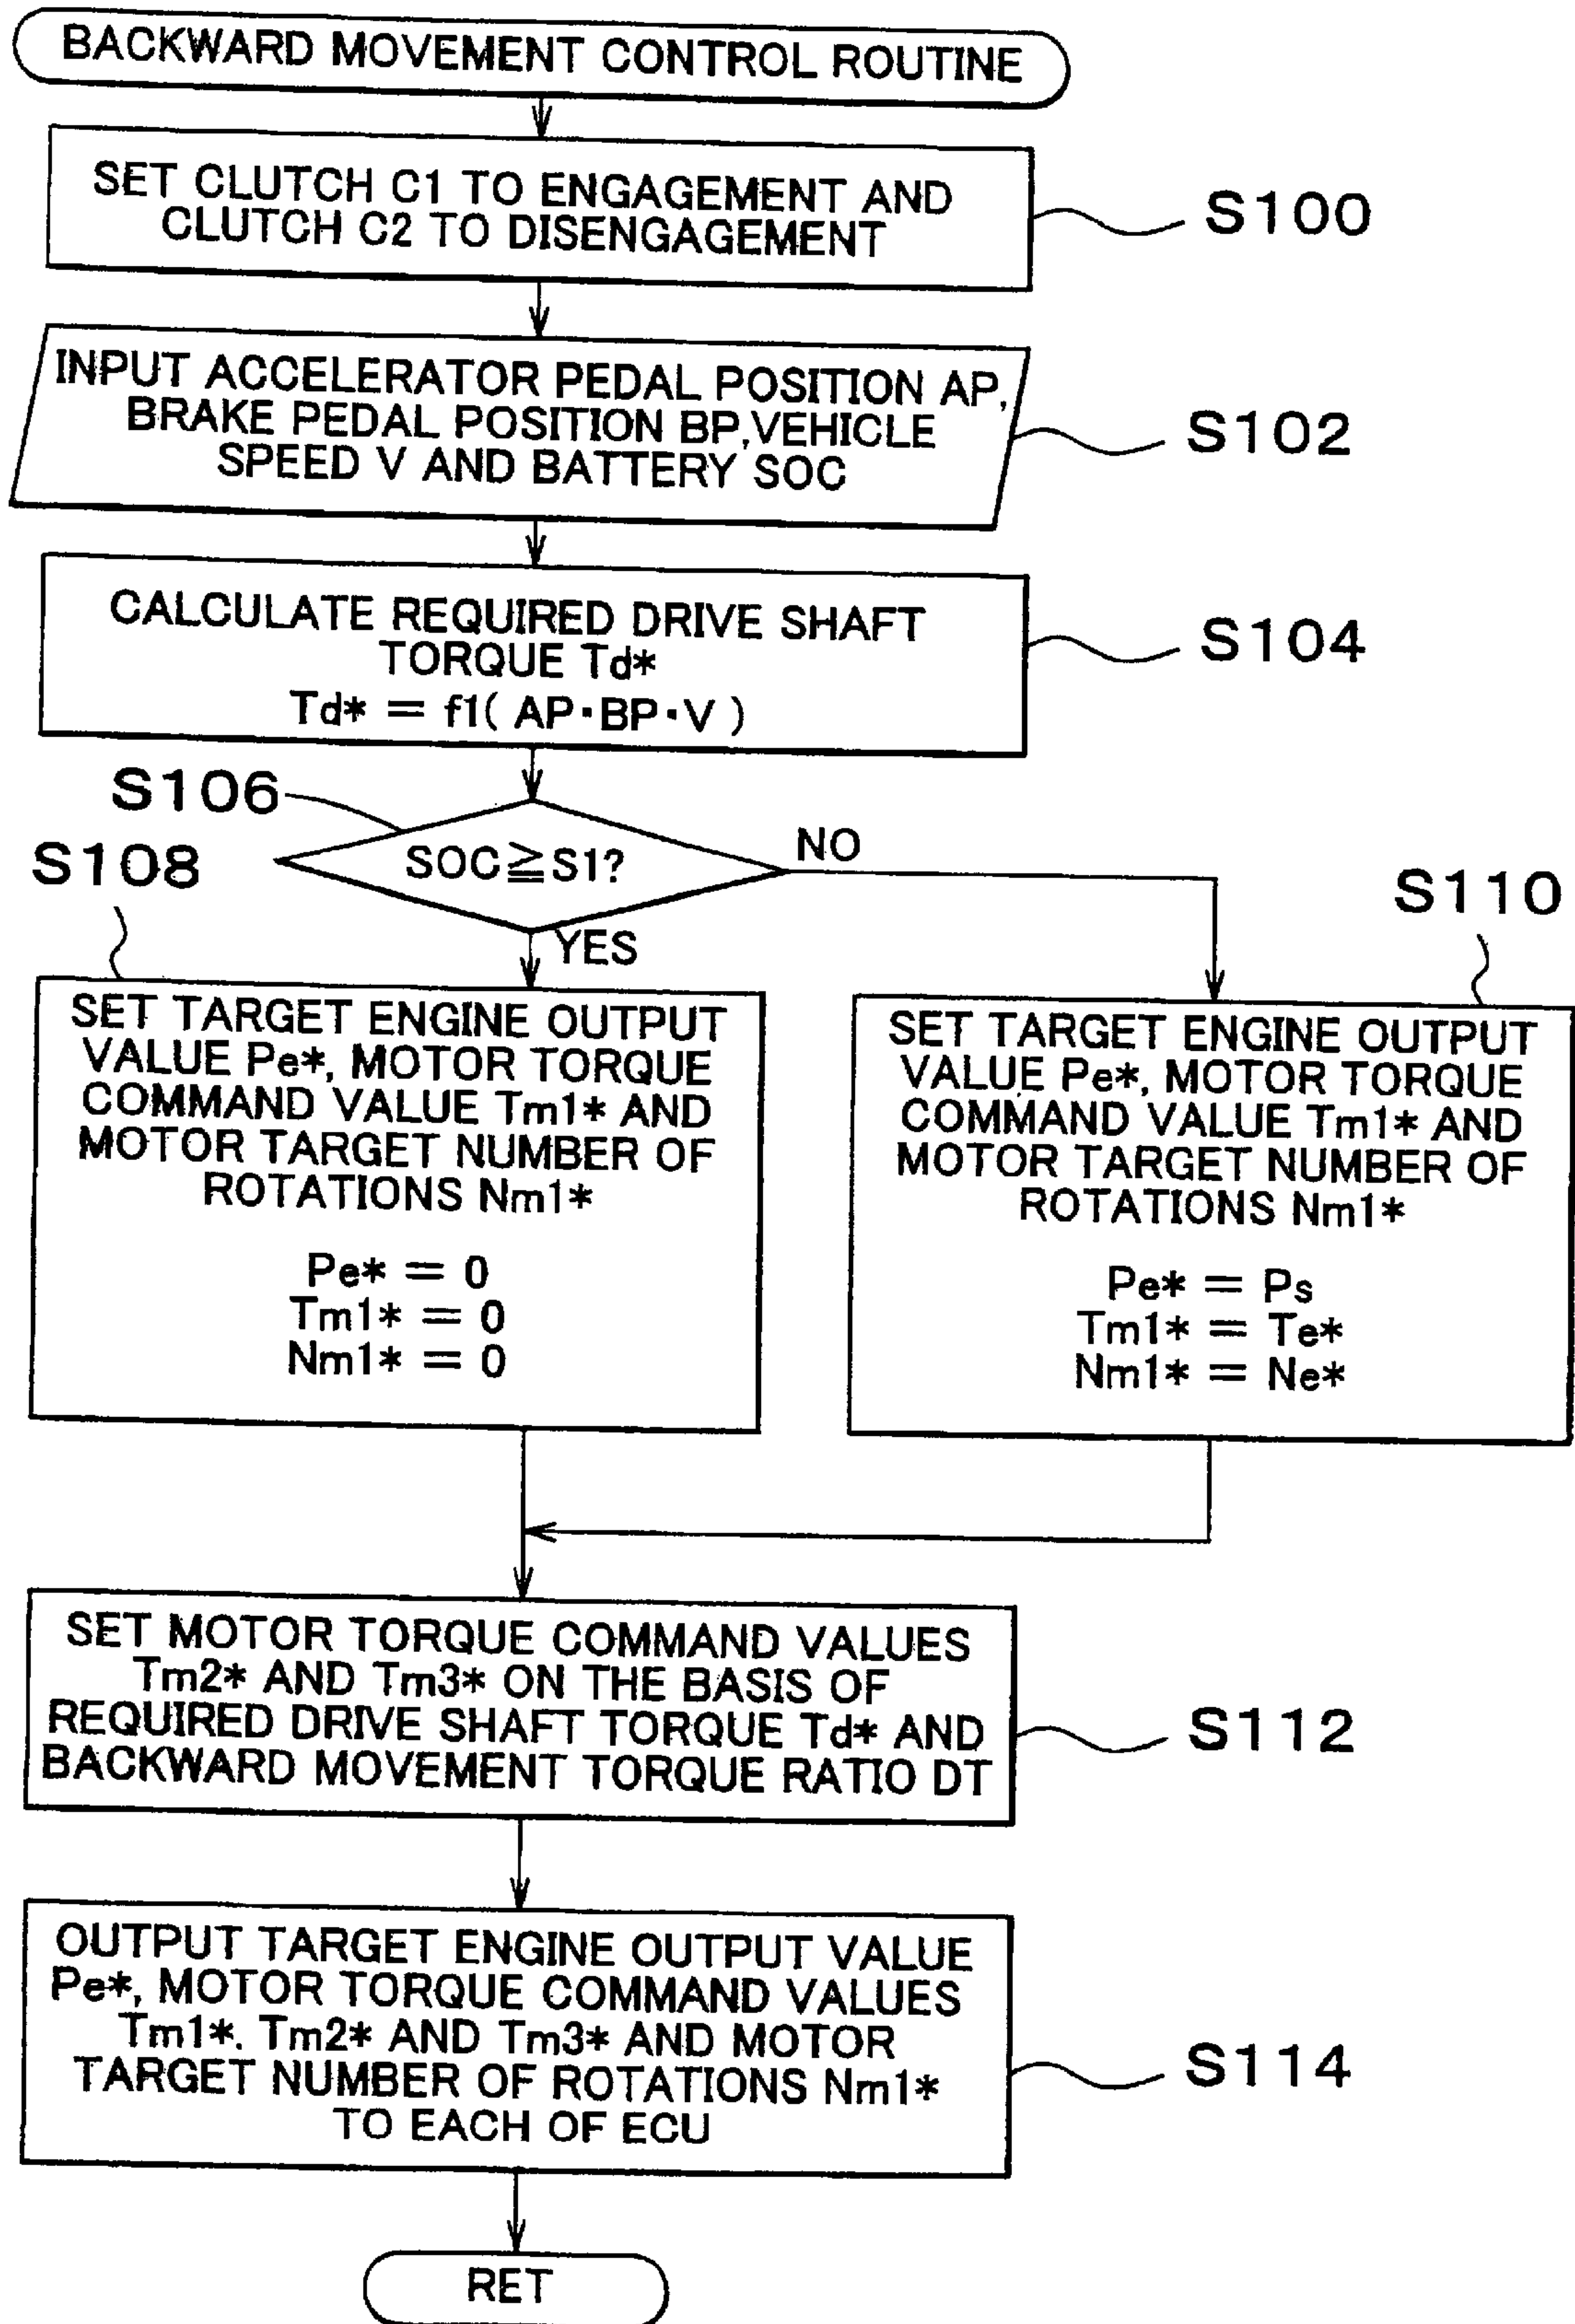 BACKWARD MOVEMENT CONTROL ROUTINE
SET CLUTCH C1 TO ENGAGEMENT AND
CLUTCH C2 TO DISENGAGEMENT
S100
INPUT ACCELERATOR PEDAL POSITION AP,
BRAKE PEDAL POSITION BP, VEHICLE
SPEED V AND BATTERY SOC
S102
CALCULATE REQUIRED DRIVE SHAFT
TORQUE Td*
Td* = f1( AP・BP・V )
S104
S106
SOC≧S1?
NO
YES
S108
SET TARGET ENGINE OUTPUT
VALUE Pe*, MOTOR TORQUE
COMMAND VALUE Tm1* AND
MOTOR TARGET NUMBER OF
ROTATIONS Nm1*
Pe* = 0
Tm1* = 0
Nm1* = 0
S110
SET TARGET ENGINE OUTPUT
VALUE Pe*, MOTOR TORQUE
COMMAND VALUE Tm1* AND
MOTOR TARGET NUMBER OF
ROTATIONS Nm1*
Pe* = Ps
Tm1* = Te*
Nm1* = Ne*
SET MOTOR TORQUE COMMAND VALUES
Tm2* AND Tm3* ON THE BASIS OF
REQUIRED DRIVE SHAFT TORQUE Td* AND
BACKWARD MOVEMENT TORQUE RATIO DT
S112
OUTPUT TARGET ENGINE OUTPUT VALUE
Pe*, MOTOR TORQUE COMMAND VALUES
Tm1*. Tm2* AND Tm3* AND MOTOR
TARGET NUMBER OF ROTATIONS Nm1*
TO EACH OF ECU
S114
RET